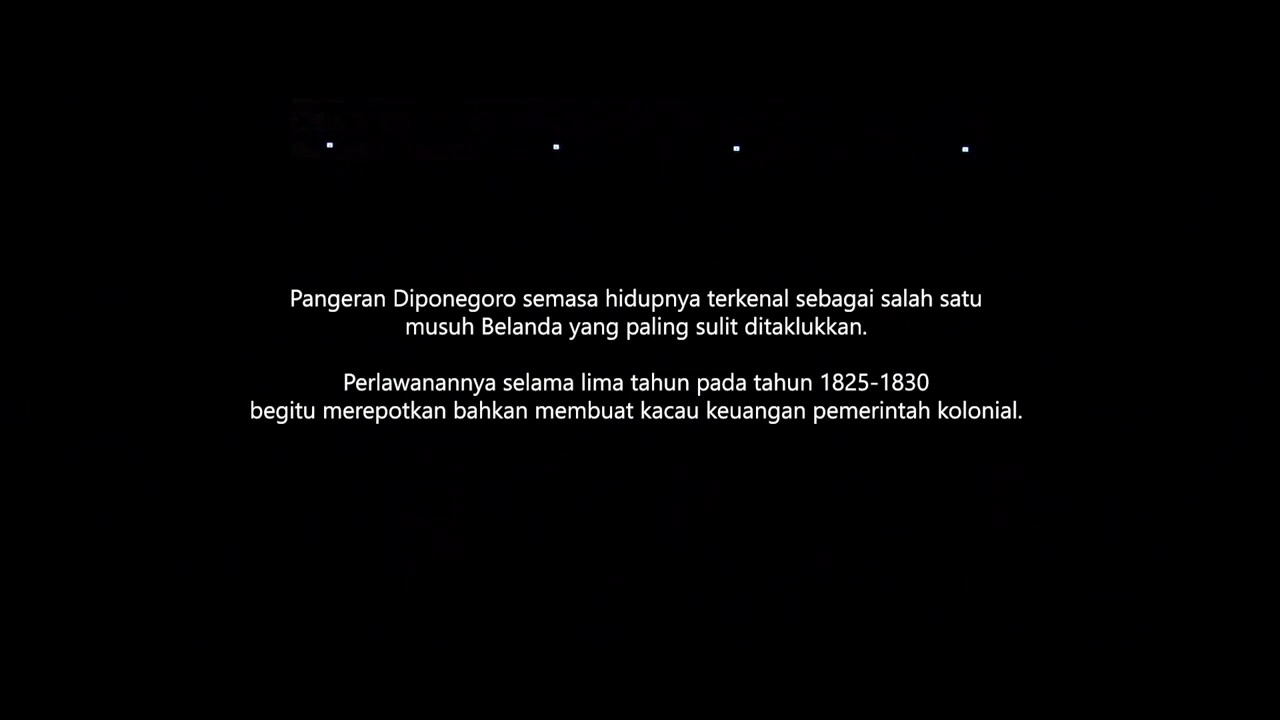 Pangeran Diponegoro semasa hidupnya terkenal sebagai salah satu
musuh Belanda yang paling sulit ditaklukkan.
Perlawanannya selama lima tahun pada tahun 1825-1830
begitu merepotkan bahkan membuat kacau keuangan pemerintah kolonial.